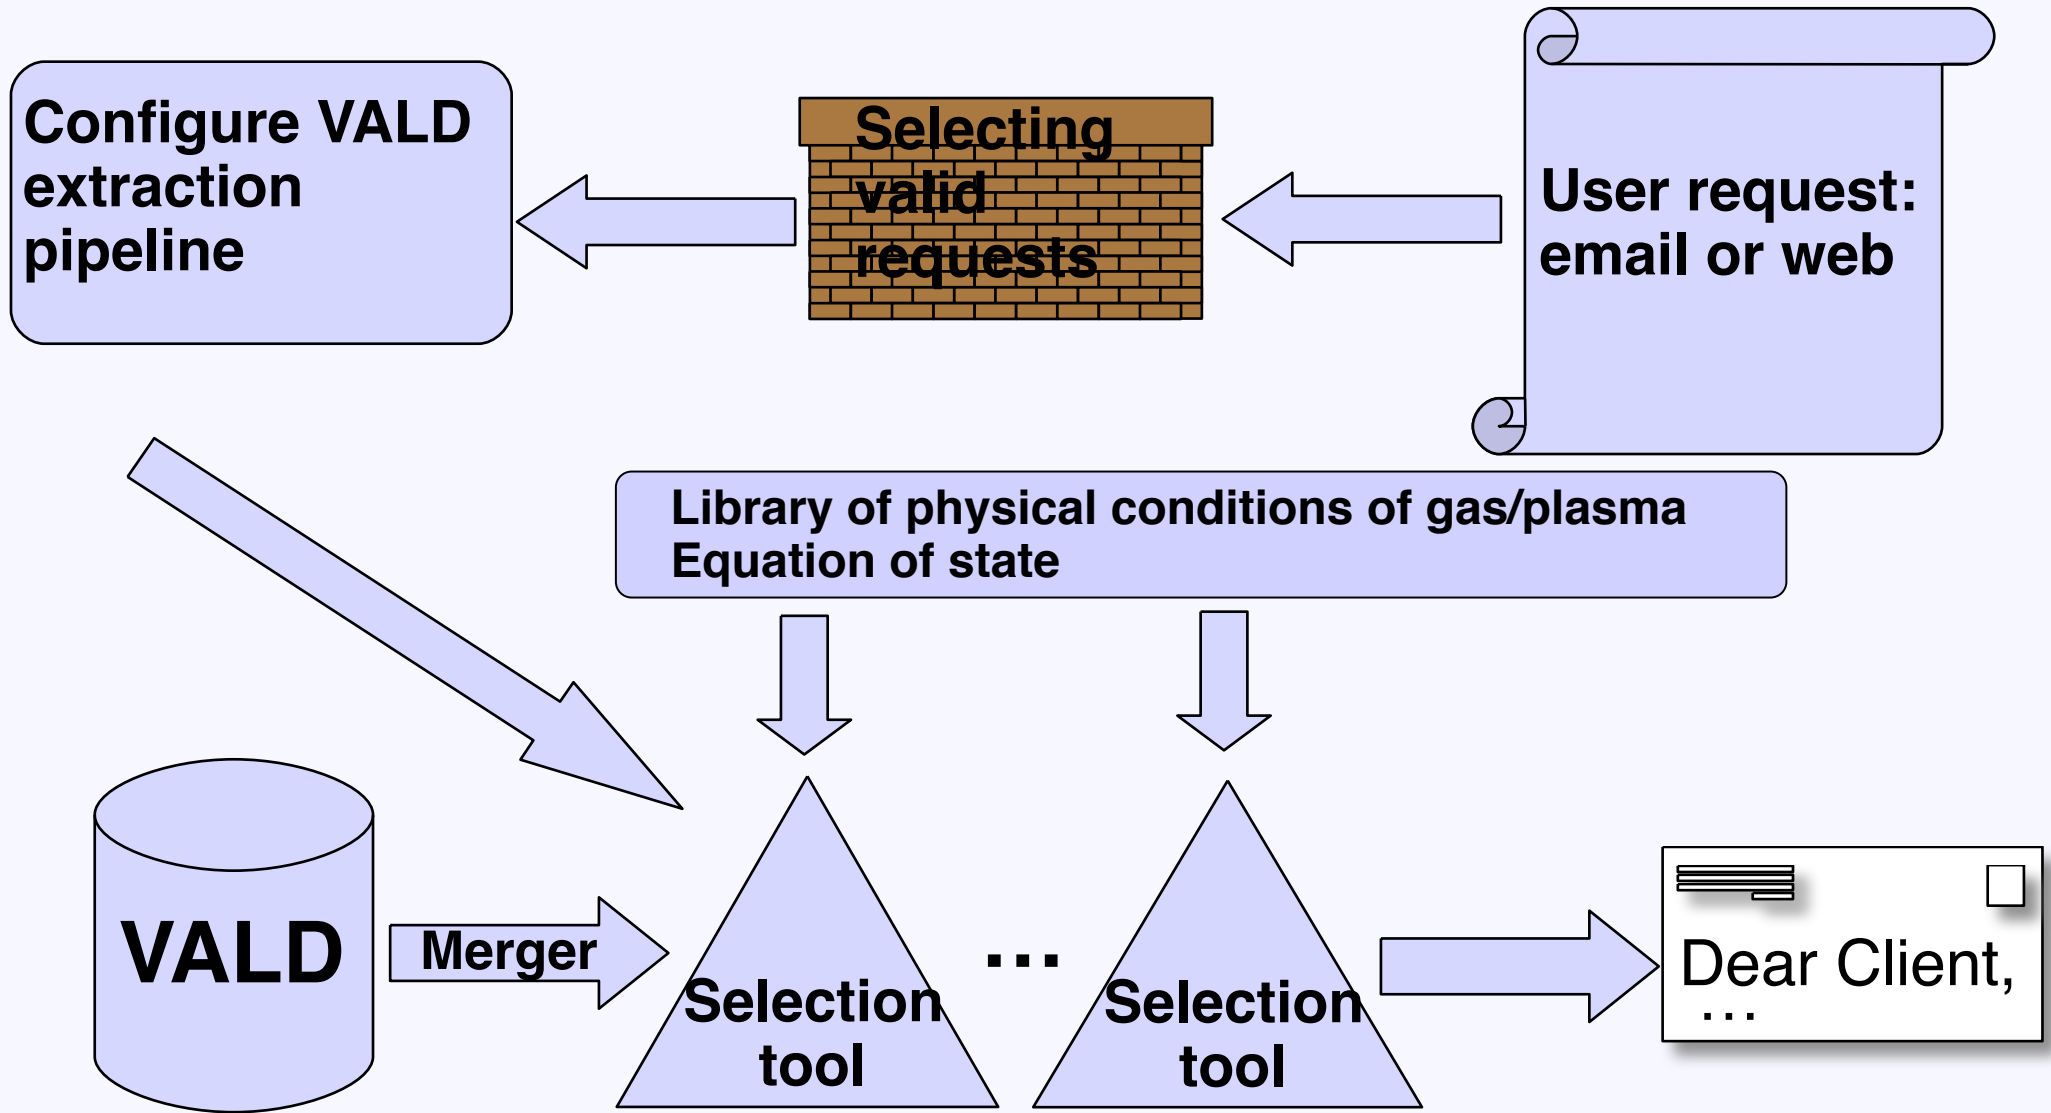 Configure VALD
extraction
pipeline
Selecting
valid
requests
User request:
email or web
Library of physical conditions of gas/plasma
Equation of state
VALD
Merger
Selection
tool
...
Selection
tool
Dear Client,
...